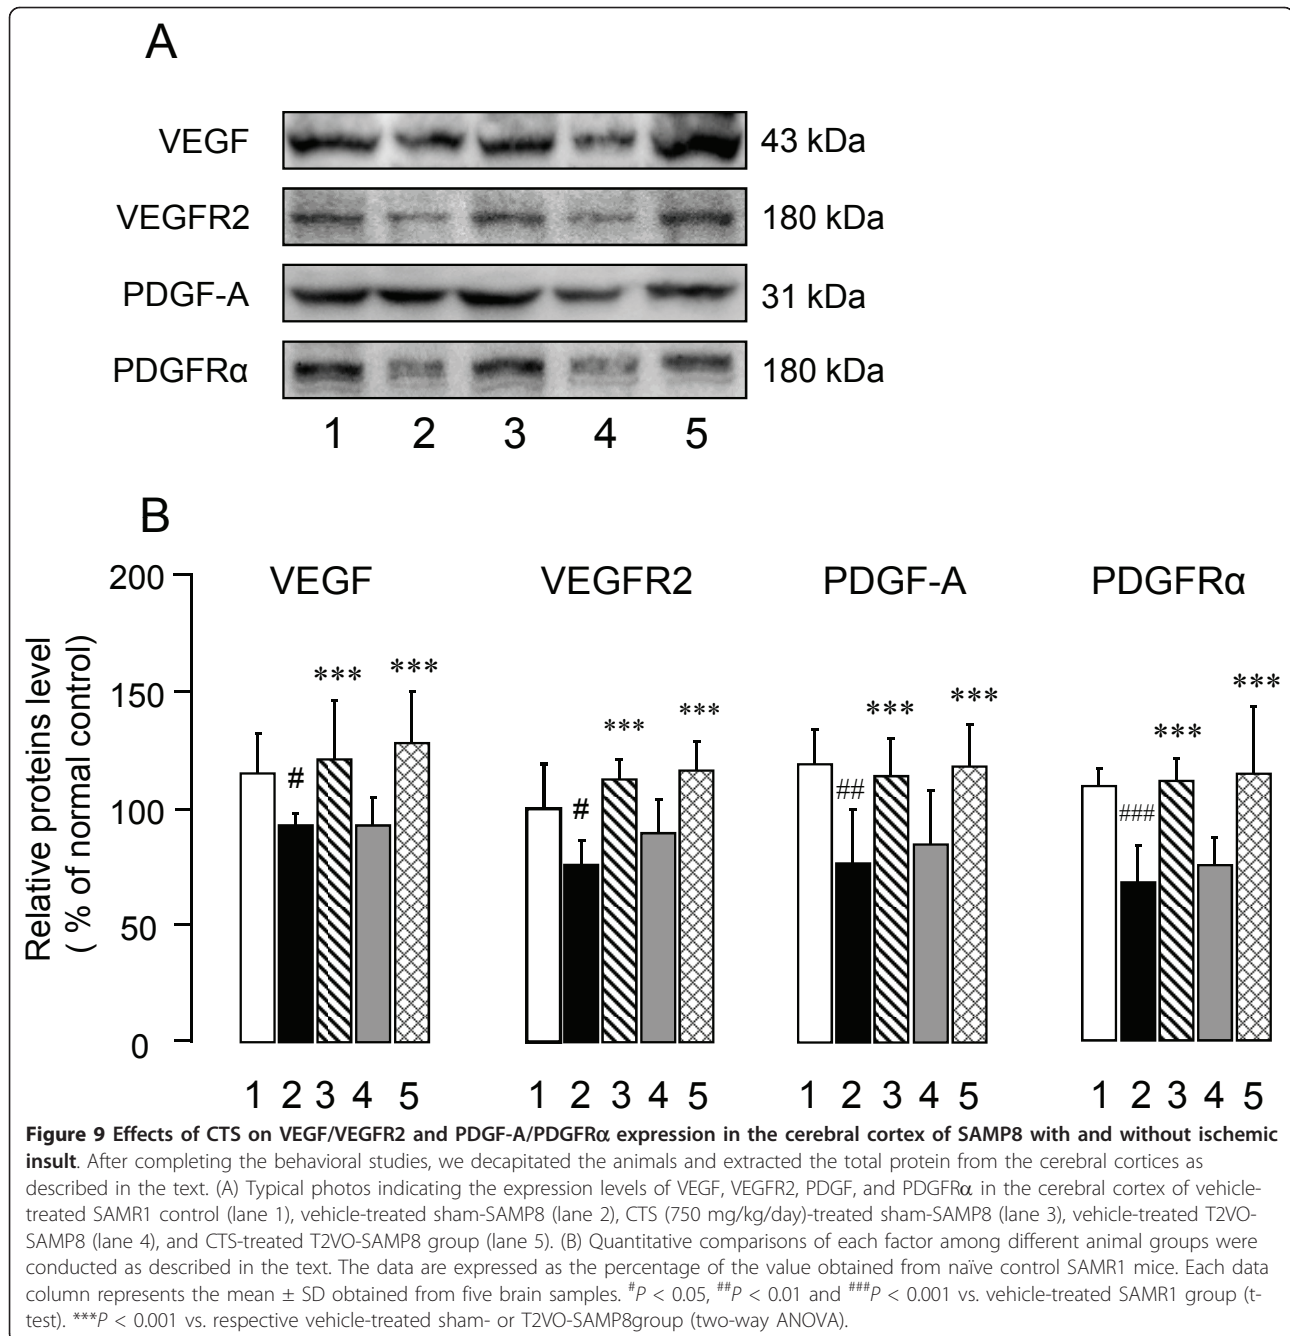 A
VEGF 43 kDa
VEGFR2 180 kDa
PDGF-A 31 kDa
PDGFRα 180 kDa
1 2 3 4 5
B
Relative proteins level
( % of normal control)
200
150
100
50
0
VEGF VEGFR2 PDGF-A PDGFRα
# *** ***
# *** ***
## *** ***
### *** ***
1 2 3 4 5 1 2 3 4 5 1 2 3 4 5 1 2 3 4 5
Figure 9 Effects of CTS on VEGF/VEGFR2 and PDGF-A/PDGFRα expression in the cerebral cortex of SAMP8 with and without ischemic
insult. After completing the behavioral studies, we decapitated the animals and extracted the total protein from the cerebral cortices as
described in the text. (A) Typical photos indicating the expression levels of VEGF, VEGFR2, PDGF, and PDGFRα in the cerebral cortex of vehicle-
treated SAMR1 control (lane 1), vehicle-treated sham-SAMP8 (lane 2), CTS (750 mg/kg/day)-treated sham-SAMP8 (lane 3), vehicle-treated T2VO-
SAMP8 (lane 4), and CTS-treated T2VO-SAMP8 group (lane 5). (B) Quantitative comparisons of each factor among different animal groups were
conducted as described in the text. The data are expressed as the percentage of the value obtained from naïve control SAMR1 mice. Each data
column represents the mean ± SD obtained from five brain samples. #P < 0.05, ##P < 0.01 and ###P < 0.001 vs. vehicle-treated SAMR1 group (t-
test). ***P < 0.001 vs. respective vehicle-treated sham- or T2VO-SAMP8group (two-way ANOVA).